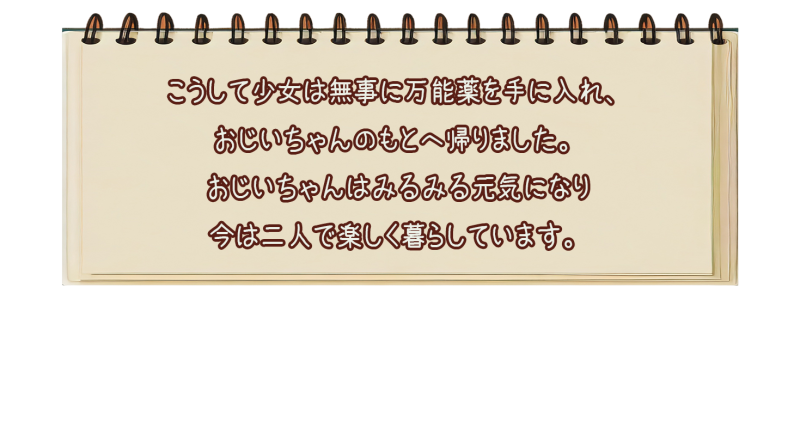 こうして少女は無事に万能薬を手に入れ、
おじいちゃんのもとへ帰りました。
おじいちゃんはみるみる元気になり
今は二人で楽しく暮らしています。